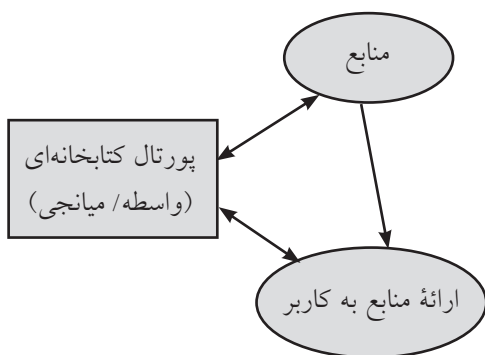 منابع
پورتال کتابخانه‌ای
(واسطه/ میانجی)
ارائهٔ منابع به کاربر